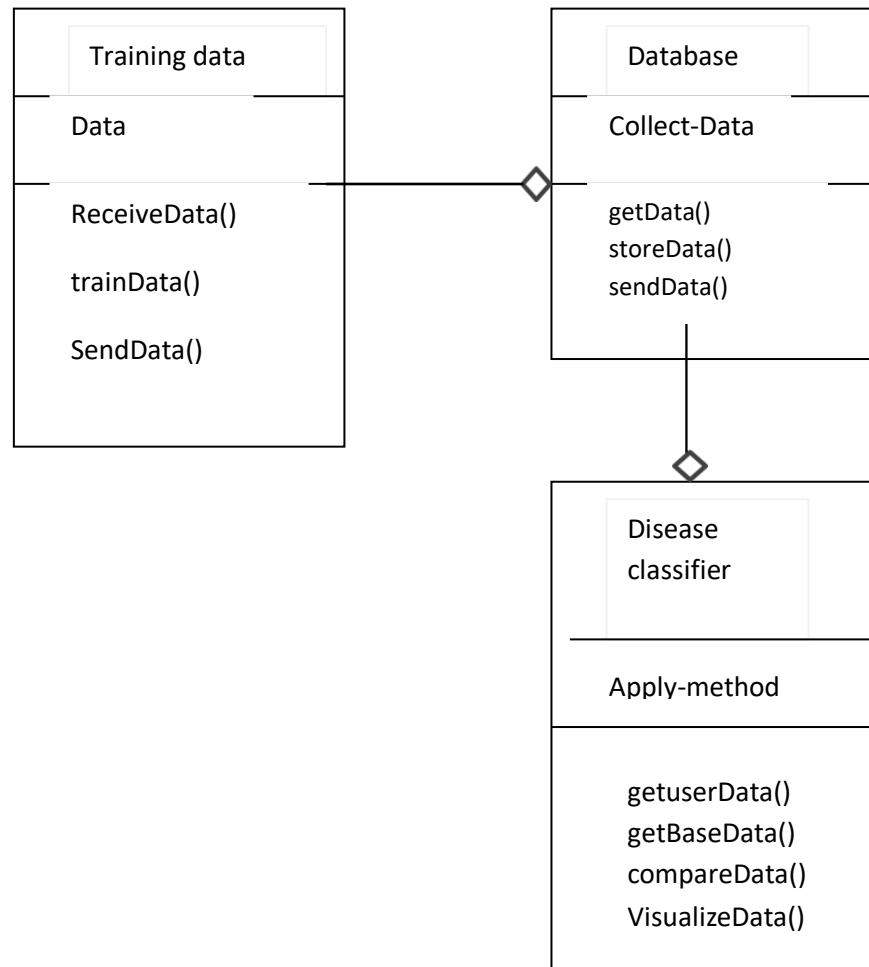 Training data
Data
ReceiveData()
trainData()
SendData()
Database
Collect-Data
getData()
storeData()
sendData()
Disease
classifier
Apply-method
getuserData()
getBaseData()
compareData()
VisualizeData()